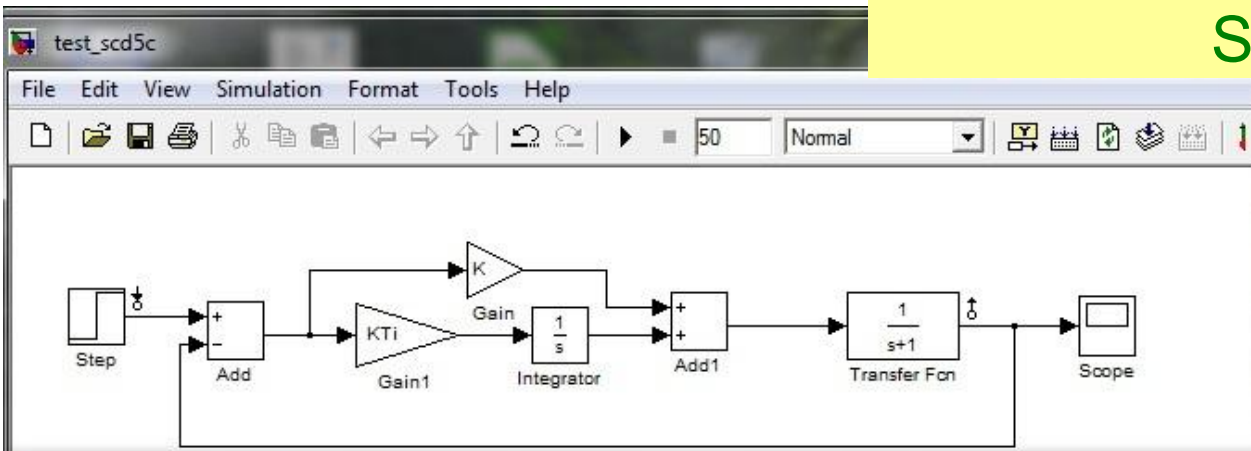 S
test_scd5c
File Edit View Simulation Format Tools Help
50 Normal
K
Gain
+
−
Step
Add
KTi
Gain1
1
s
Integrator
+
+
Add1
1
s+1
Transfer Fcn
Scope